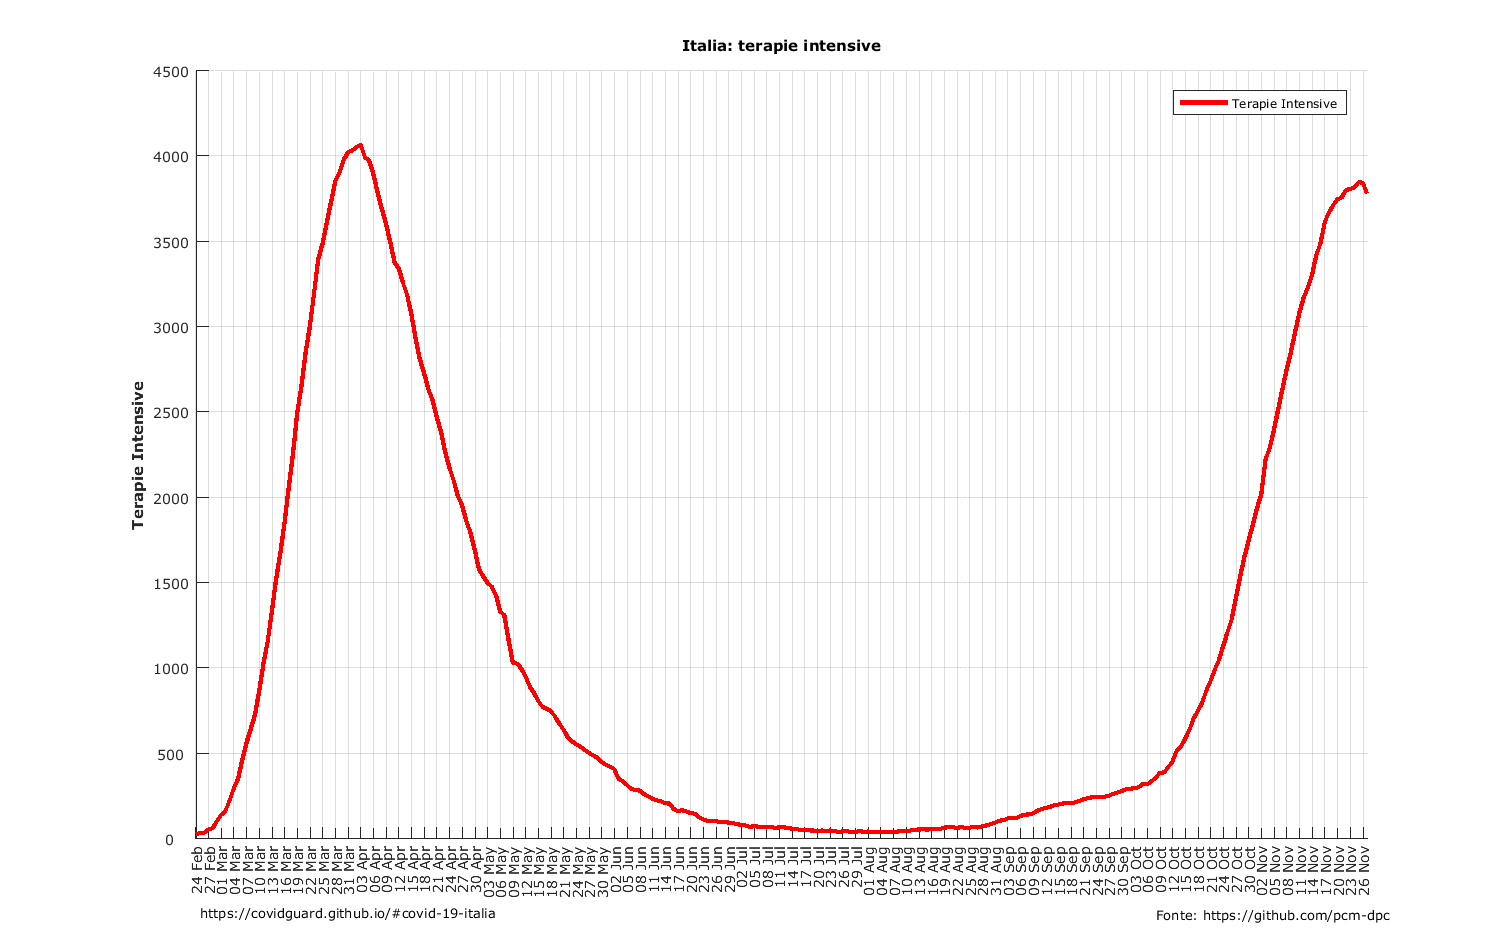 Italia: terapie intensive
4500
4000
3500
3000
2500
2000
1500
1000
500
0
Terapie Intensive
Terapie Intensive
24 Feb
27 Feb
01 Mar
04 Mar
07 Mar
10 Mar
13 Mar
16 Mar
19 Mar
22 Mar
25 Mar
28 Mar
31 Mar
03 Apr
06 Apr
09 Apr
12 Apr
15 Apr
18 Apr
21 Apr
24 Apr
27 Apr
30 Apr
03 May
06 May
09 May
12 May
15 May
18 May
21 May
24 May
27 May
30 May
02 Jun
05 Jun
08 Jun
11 Jun
14 Jun
17 Jun
20 Jun
23 Jun
26 Jun
29 Jun
02 Jul
05 Jul
08 Jul
11 Jul
14 Jul
17 Jul
20 Jul
23 Jul
26 Jul
29 Jul
01 Aug
04 Aug
07 Aug
10 Aug
13 Aug
16 Aug
19 Aug
22 Aug
25 Aug
28 Aug
31 Aug
03 Sep
06 Sep
09 Sep
12 Sep
15 Sep
18 Sep
21 Sep
24 Sep
27 Sep
30 Sep
03 Oct
06 Oct
09 Oct
12 Oct
15 Oct
18 Oct
21 Oct
24 Oct
27 Oct
30 Oct
02 Nov
05 Nov
08 Nov
11 Nov
14 Nov
17 Nov
20 Nov
23 Nov
26 Nov
https://covidguard.github.io/#covid-19-italia
Fonte: https://github.com/pcm-dpc